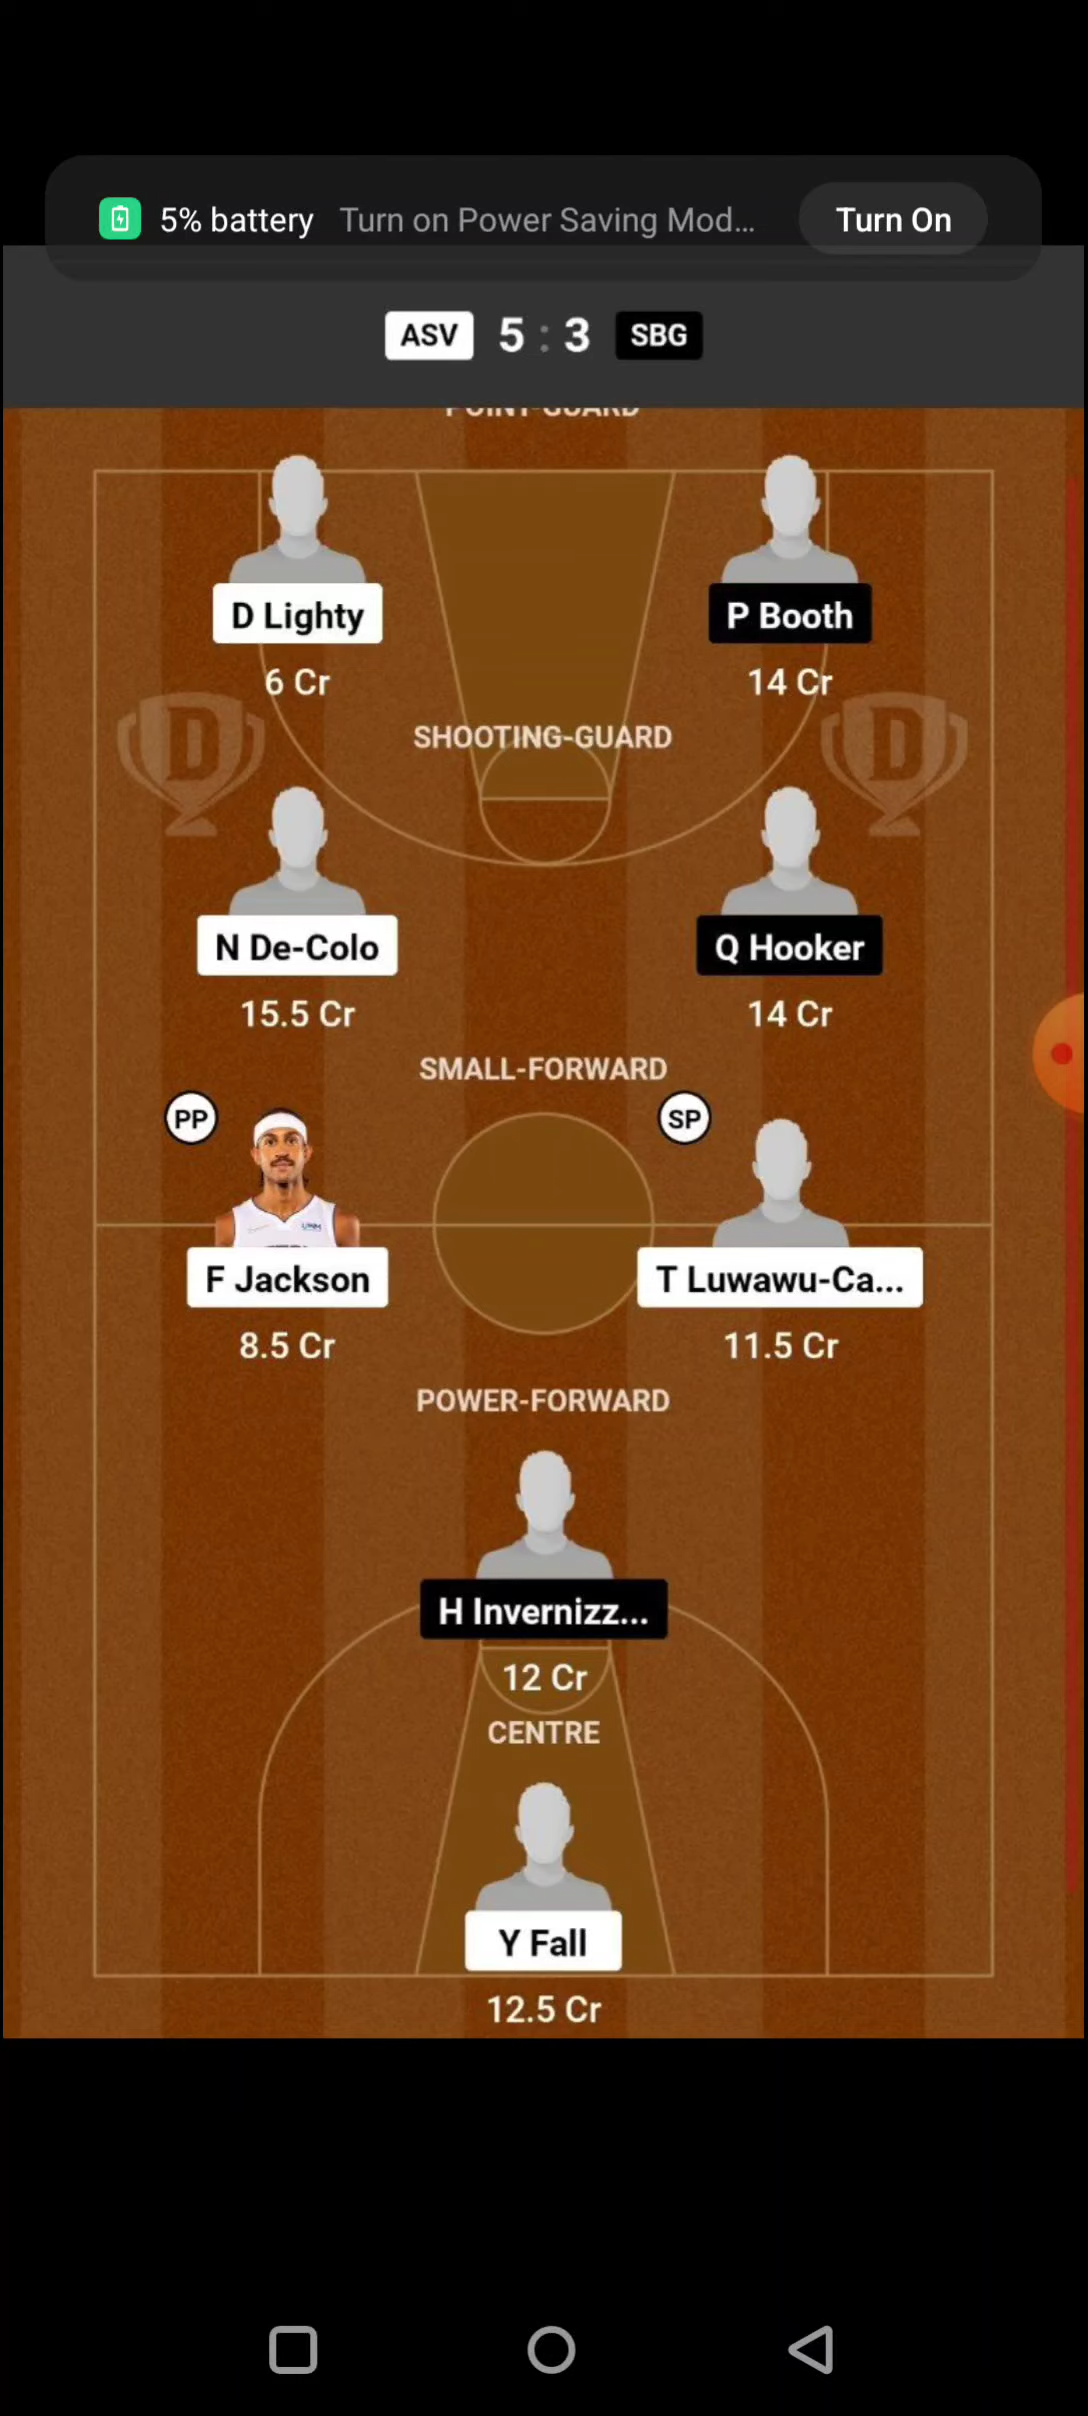 5% battery Turn on Power Saving Mod... Turn On
ASV 5 : 3 SBG
POINT-GUARD
D Lighty P Booth
6 Cr 14 Cr
SHOOTING-GUARD
N De-Colo Q Hooker
15.5 Cr 14 Cr
SMALL-FORWARD
PP SP
F Jackson T Luwawu-Ca...
8.5 Cr 11.5 Cr
POWER-FORWARD
H Invernizz...
12 Cr
CENTRE
Y Fall
12.5 Cr